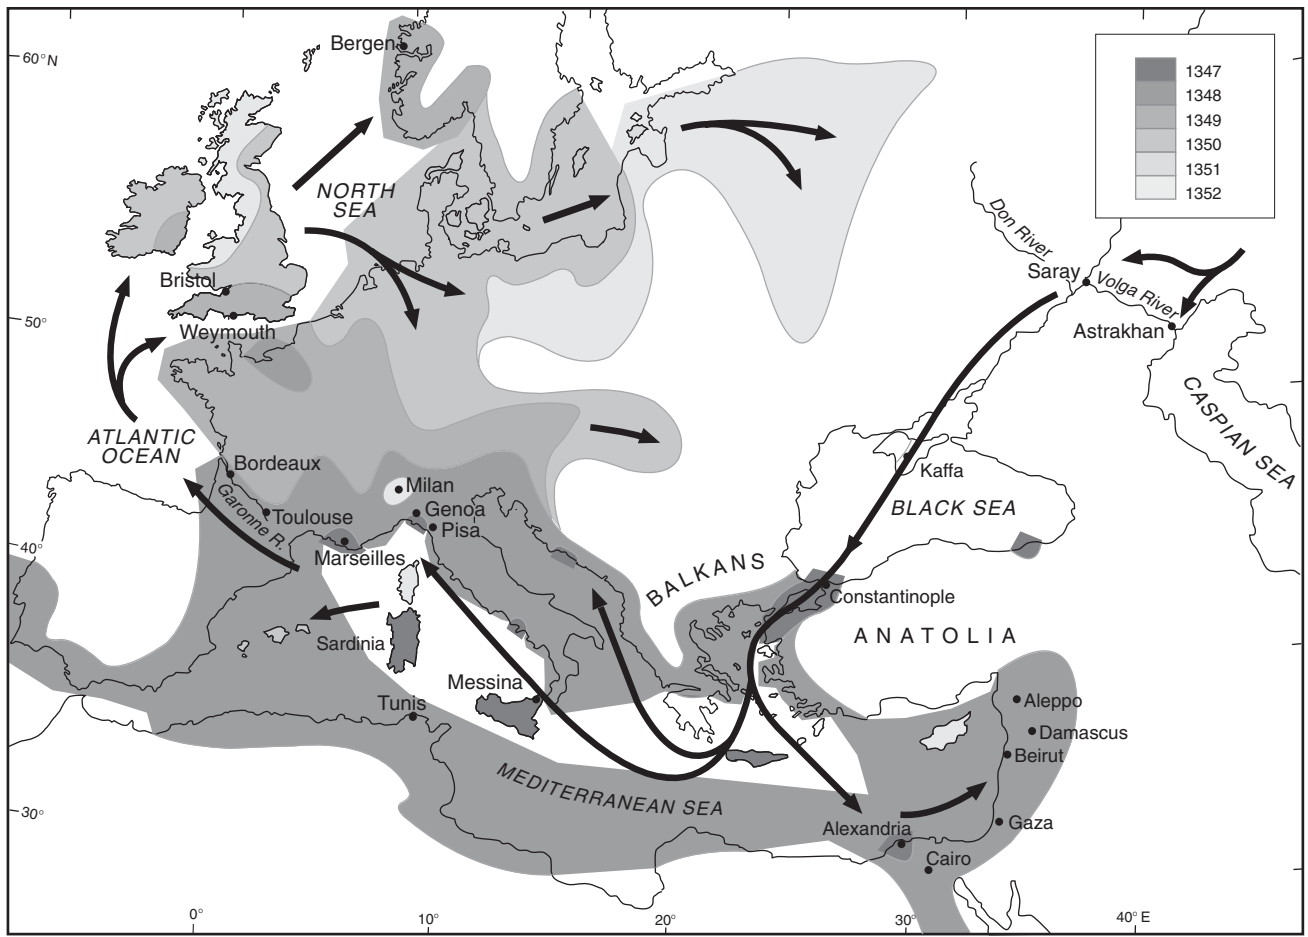 60°N
Bergen
1347
1348
1349
1350
1351
1352
NORTH
SEA
Don River
Saray
Volga River
Bristol
50°
Weymouth
Astrakhan
CASPIAN SEA
ATLANTIC
OCEAN
Bordeaux
Kaffa
Milan
Garonne R.
BLACK SEA
Genoa
Toulouse
Pisa
40°
Marseilles
BALKANS
Constantinople
ANATOLIA
Sardinia
Messina
Tunis
Aleppo
Damascus
Beirut
MEDITERRANEAN SEA
30°
Alexandria
Gaza
Cairo
0°
10°
20°
30°
40° E